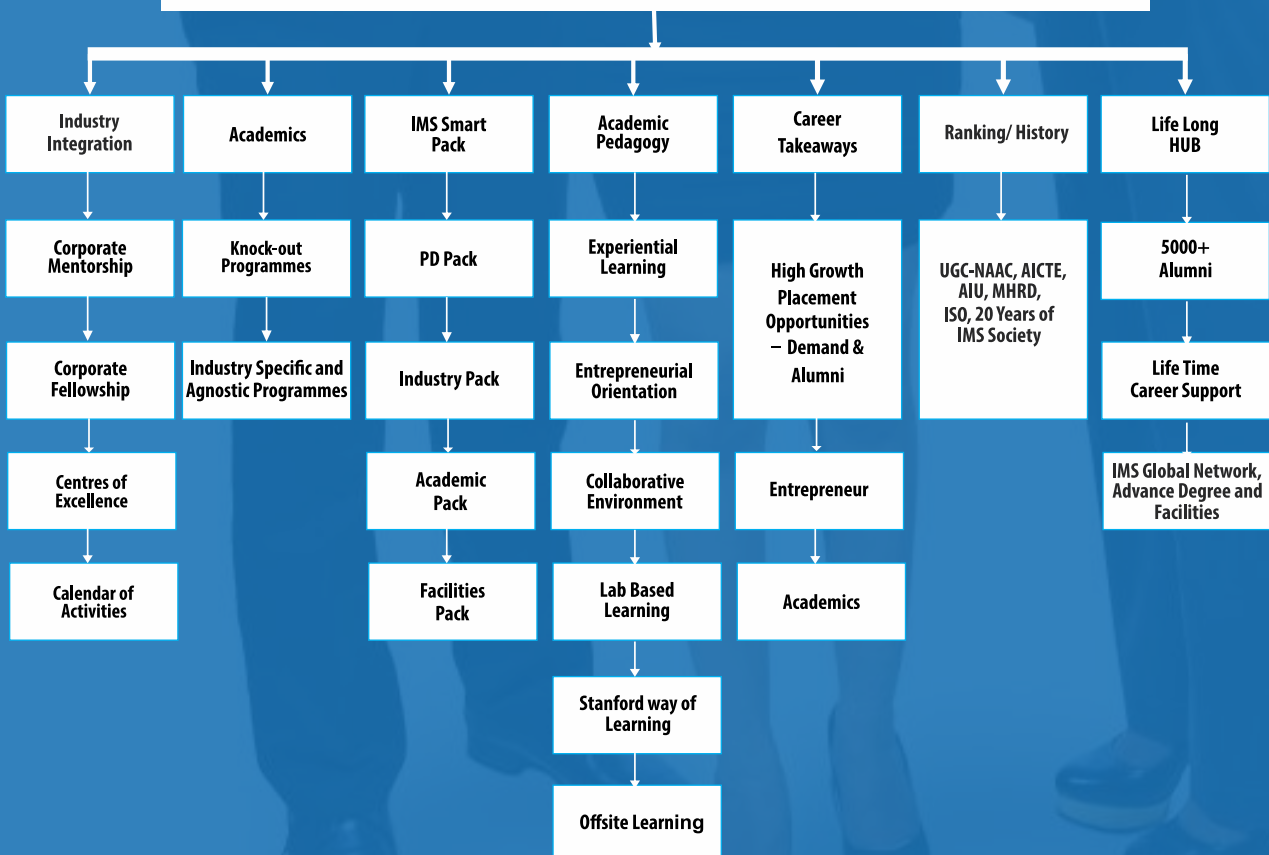 Industry
Integration
Academics
IMS Smart
Pack
Academic
Pedagogy
Career
Takeaways
Ranking/ History
Life Long
HUB
Corporate
Mentorship
Knock-out
Programmes
PD Pack
Experiential
Learning
High Growth
Placement
Opportunities
– Demand &
Alumni
UGC-NAAC, AICTE,
AIU, MHRD,
ISO, 20 Years of
IMS Society
5000+
Alumni
Corporate
Fellowship
Industry Specific and
Agnostic Programmes
Industry Pack
Entrepreneurial
Orientation
Life Time
Career Support
Centres of
Excellence
Academic
Pack
Collaborative
Environment
Entrepreneur
IMS Global Network,
Advance Degree and
Facilities
Calendar of
Activities
Facilities
Pack
Lab Based
Learning
Academics
Stanford way of
Learning
Offsite Learning